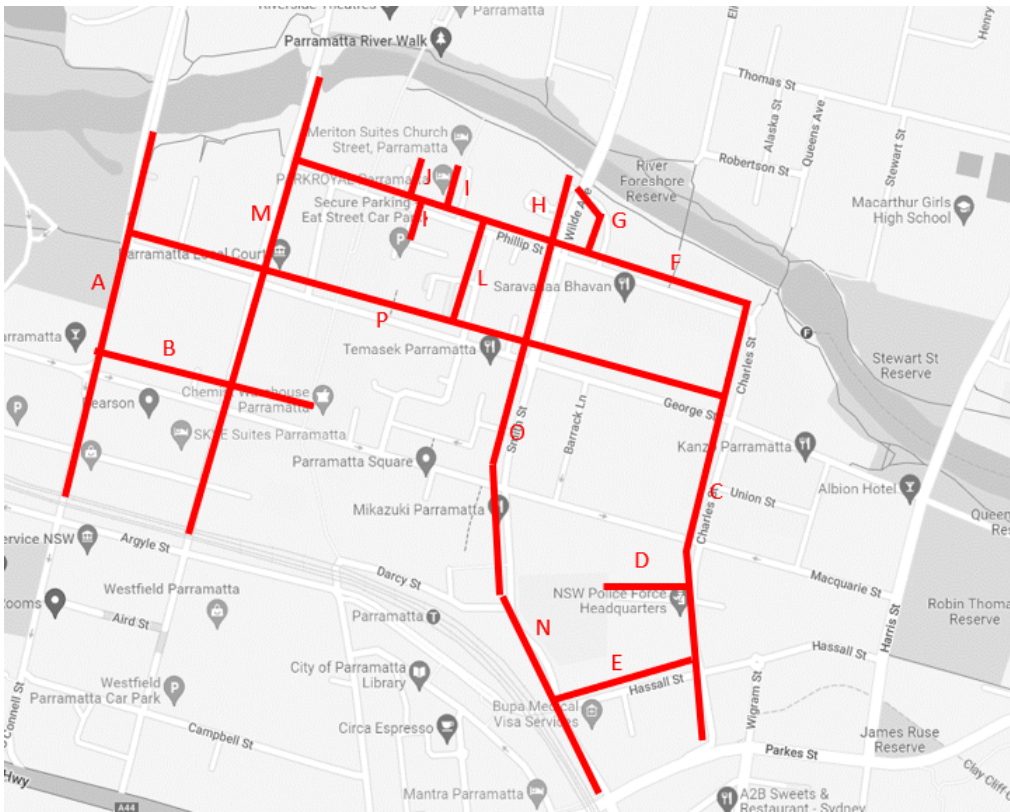 Riverside Theatres
Parramatta
Parramatta River Walk
Henry
Thomas St
Alaska St
Queens Ave
Stewart St
Meriton Suites Church
Street, Parramatta
Robertson St
River
Foreshore
Reserve
J
I
PARKROYAL Parramatta
Secure Parking
Eat Street Car Park
I
M
H
G
Wilde Ave
Macarthur Girls
High School
Phillip St
F
Parramatta Local Court
A
L
Saravanaa Bhavan
P
Parramatta
B
Temasek Parramatta
Charles St
Stewart St
Reserve
Chemist Warehouse
Parramatta
Pearson
SKYE Suites Parramatta
George St
Barrack Ln
Smith St
O
Kanzo Parramatta
Parramatta Square
C
Charles St
Union St
Albion Hotel
Mikazuki Parramatta
Service NSW
Argyle St
Darcy St
D
Macquarie St
NSW Police Force
Headquarters
Westfield Parramatta
Rooms
Aird St
Parramatta
T
N
Harris St
Robin Thomas
Reserve
City of Parramatta
Library
E
Hassall St
Hassall St
Westfield
Parramatta Car Park
Wigram St
Bupa Medical
Visa Services
O'Connell St
Campbell St
Circa Espresso
James Ruse
Reserve
Parkes St
Hwy
A44
Mantra Parramatta
A2B Sweets &
Restaurant - Sydney
Clay Cliff